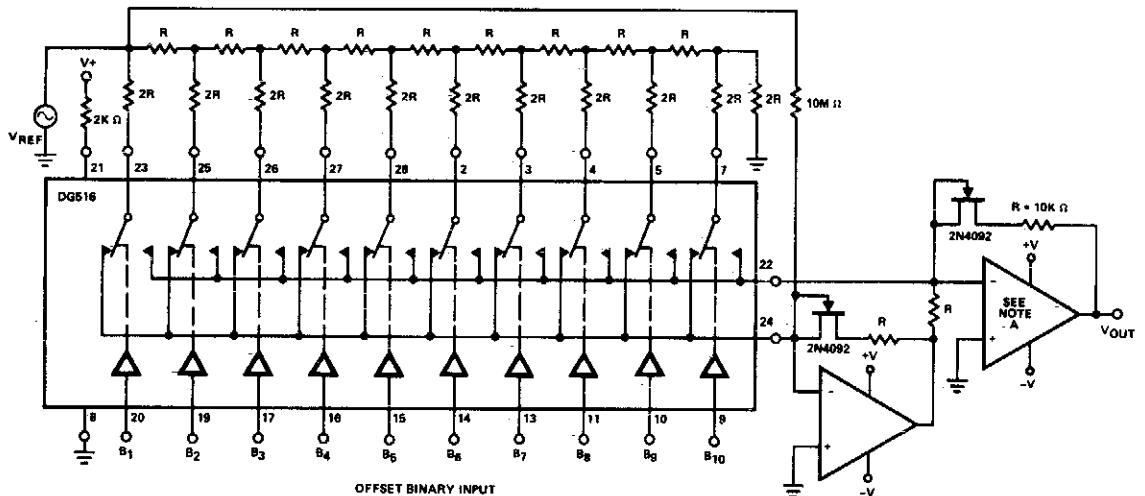 R R R R R R R R R
V+
2R 2R 2R 2R 2R 2R 2R 2R 2R 2R 2R
10M Ω
2K Ω
VREF
21 23 25 26 27 28 2 3 4 5 7
DG516
R = 10K Ω
2N4092
+V
22
-
SEE
NOTE
A
+
VOUT
-V
R
24
2N4092
R
+V
-
+
-V
8 20 19 17 16 15 14 13 11 10 9
B1 B2 B3 B4 B5 B6 B7 B8 B9 B10
OFFSET BINARY INPUT